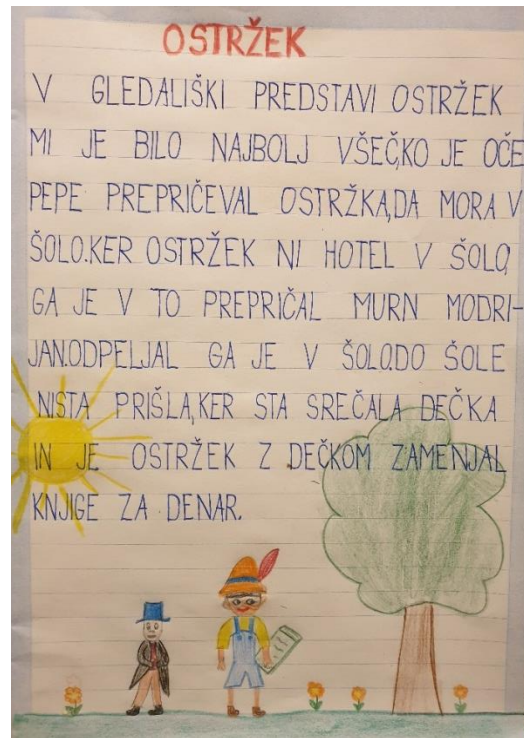 OSTRŽEK
V GLEDALIŠKI PREDSTAVI OSTRŽEK
MI JE BILO NAJBOLJ VŠEČ,KO JE OČE
PEPE PREPRIČEVAL OSTRŽKA,DA MORA V
ŠOLO.KER OSTRŽEK NI HOTEL V ŠOLO,
GA JE V TO PREPRIČAL MURN MODRI-
JAN.ODPELJAL GA JE V ŠOLO.DO ŠOLE
NISTA PRIŠLA,KER STA SREČALA DEČKA
IN JE OSTRŽEK Z DEČKOM ZAMENJAL
KNJIGE ZA DENAR.